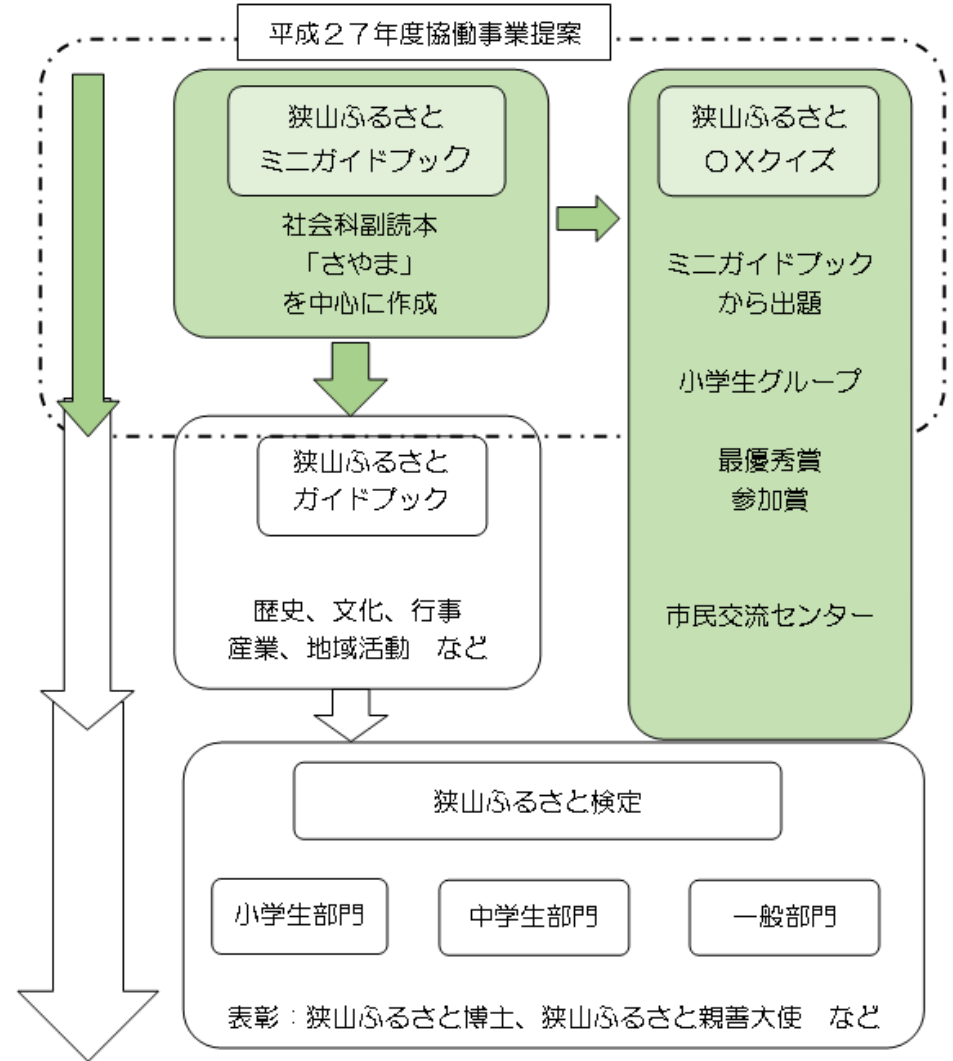 平成２７年度協働事業提案
狭山ふるさと
ミニガイドブック
社会科副読本
「さやま」
を中心に作成
狭山ふるさと
〇Ｘクイズ
ミニガイドブック
から出題
小学生グループ
最優秀賞
参加賞
市民交流センター
狭山ふるさと
ガイドブック
歴史、文化、行事
産業、地域活動　など
狭山ふるさと検定
小学生部門
中学生部門
一般部門
表彰：狭山ふるさと博士、狭山ふるさと親善大使　など